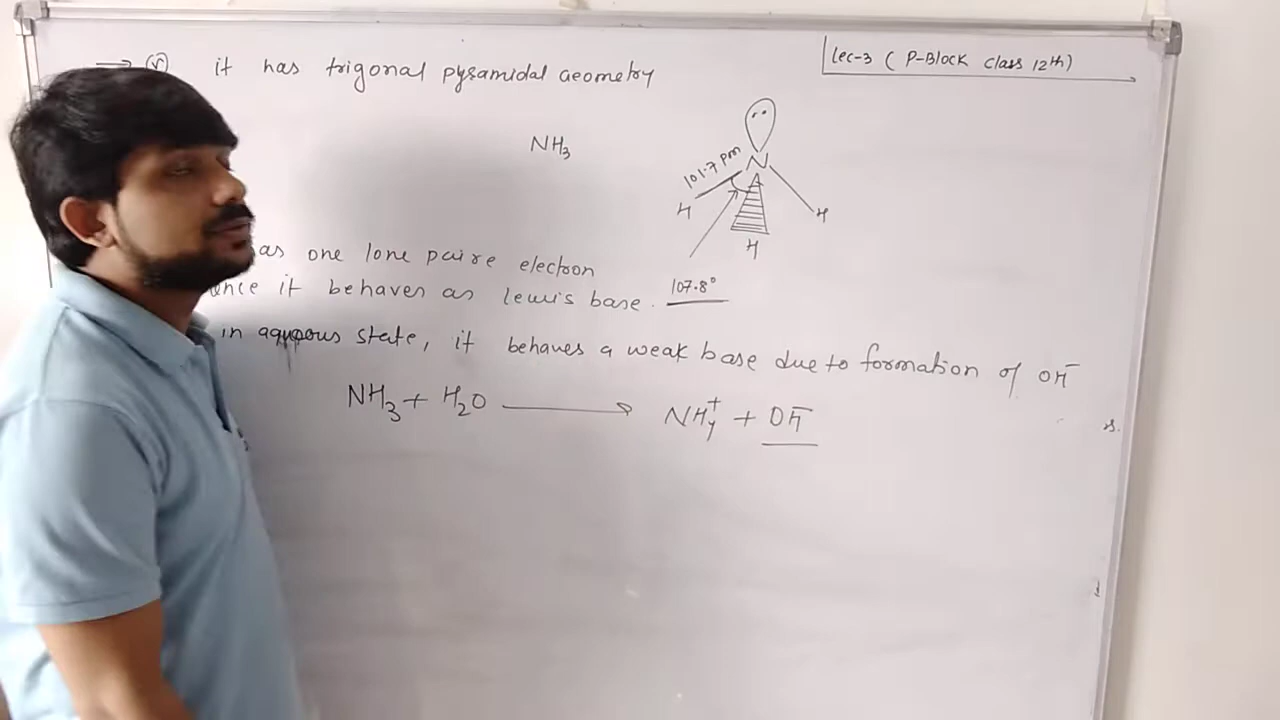 Lec-3 ( P-Block class 12th)
→ (v) it has trigonal pyramidal Geometry
NH₃
101.7 pm
N
H
H
H
as one lone paire electron
ence it behaves as lewis base.
107.8°
in aqueous state, it behaves a weak base due to formation of OH⁻
NH₃ + H₂O → NH₄⁺ + OH⁻